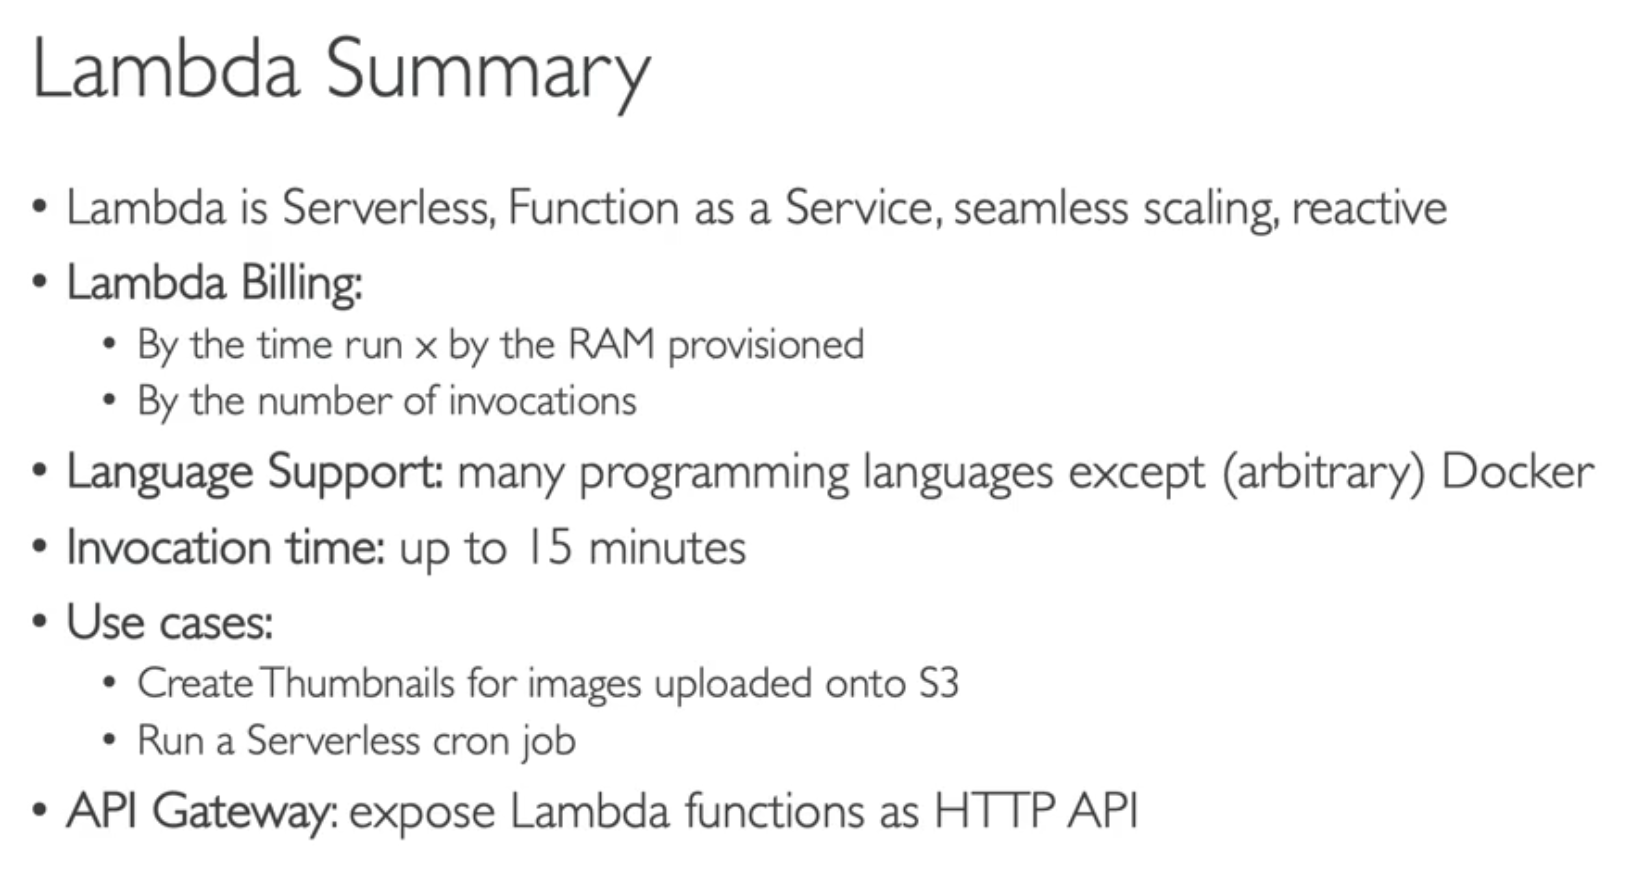 Lambda Summary
• Lambda is Serverless, Function as a Service, seamless scaling, reactive
• Lambda Billing:
• By the time run x by the RAM provisioned
• By the number of invocations
• Language Support: many programming languages except (arbitrary) Docker
• Invocation time: up to 15 minutes
• Use cases:
• Create Thumbnails for images uploaded onto S3
• Run a Serverless cron job
• API Gateway: expose Lambda functions as HTTP API